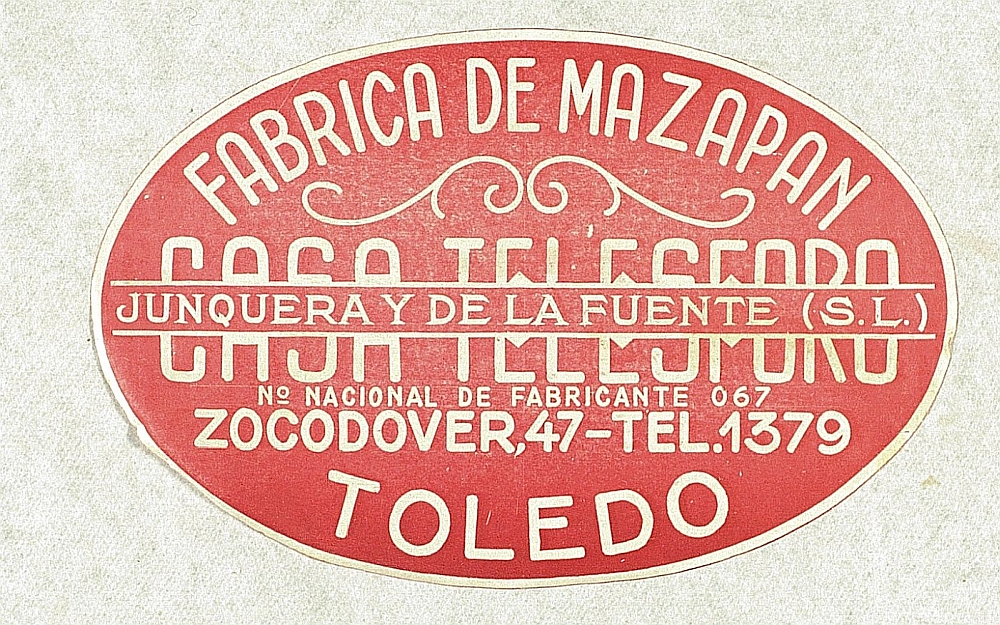 FABRICA DE MAZAPAN
CASA TELESFORO
JUNQUERA Y DE LA FUENTE (S.L.)
Nº NACIONAL DE FABRICANTE 067
ZOCODOVER, 47-TEL. 1379
TOLEDO